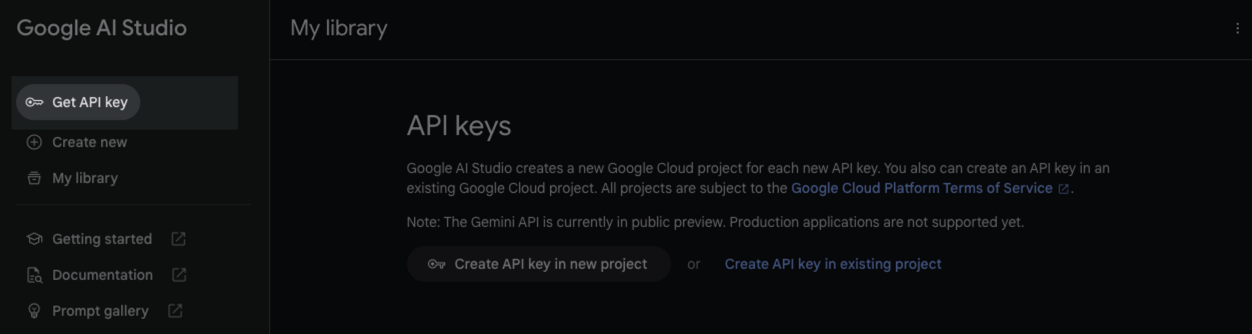 Google AI Studio
My library
Get API key
Create new
My library
Getting started
Documentation
Prompt gallery
API keys
Google AI Studio creates a new Google Cloud project for each new API key. You also can create an API key in an
existing Google Cloud project. All projects are subject to the Google Cloud Platform Terms of Service.
Note: The Gemini API is currently in public preview. Production applications are not supported yet.
Create API key in new project or Create API key in existing project